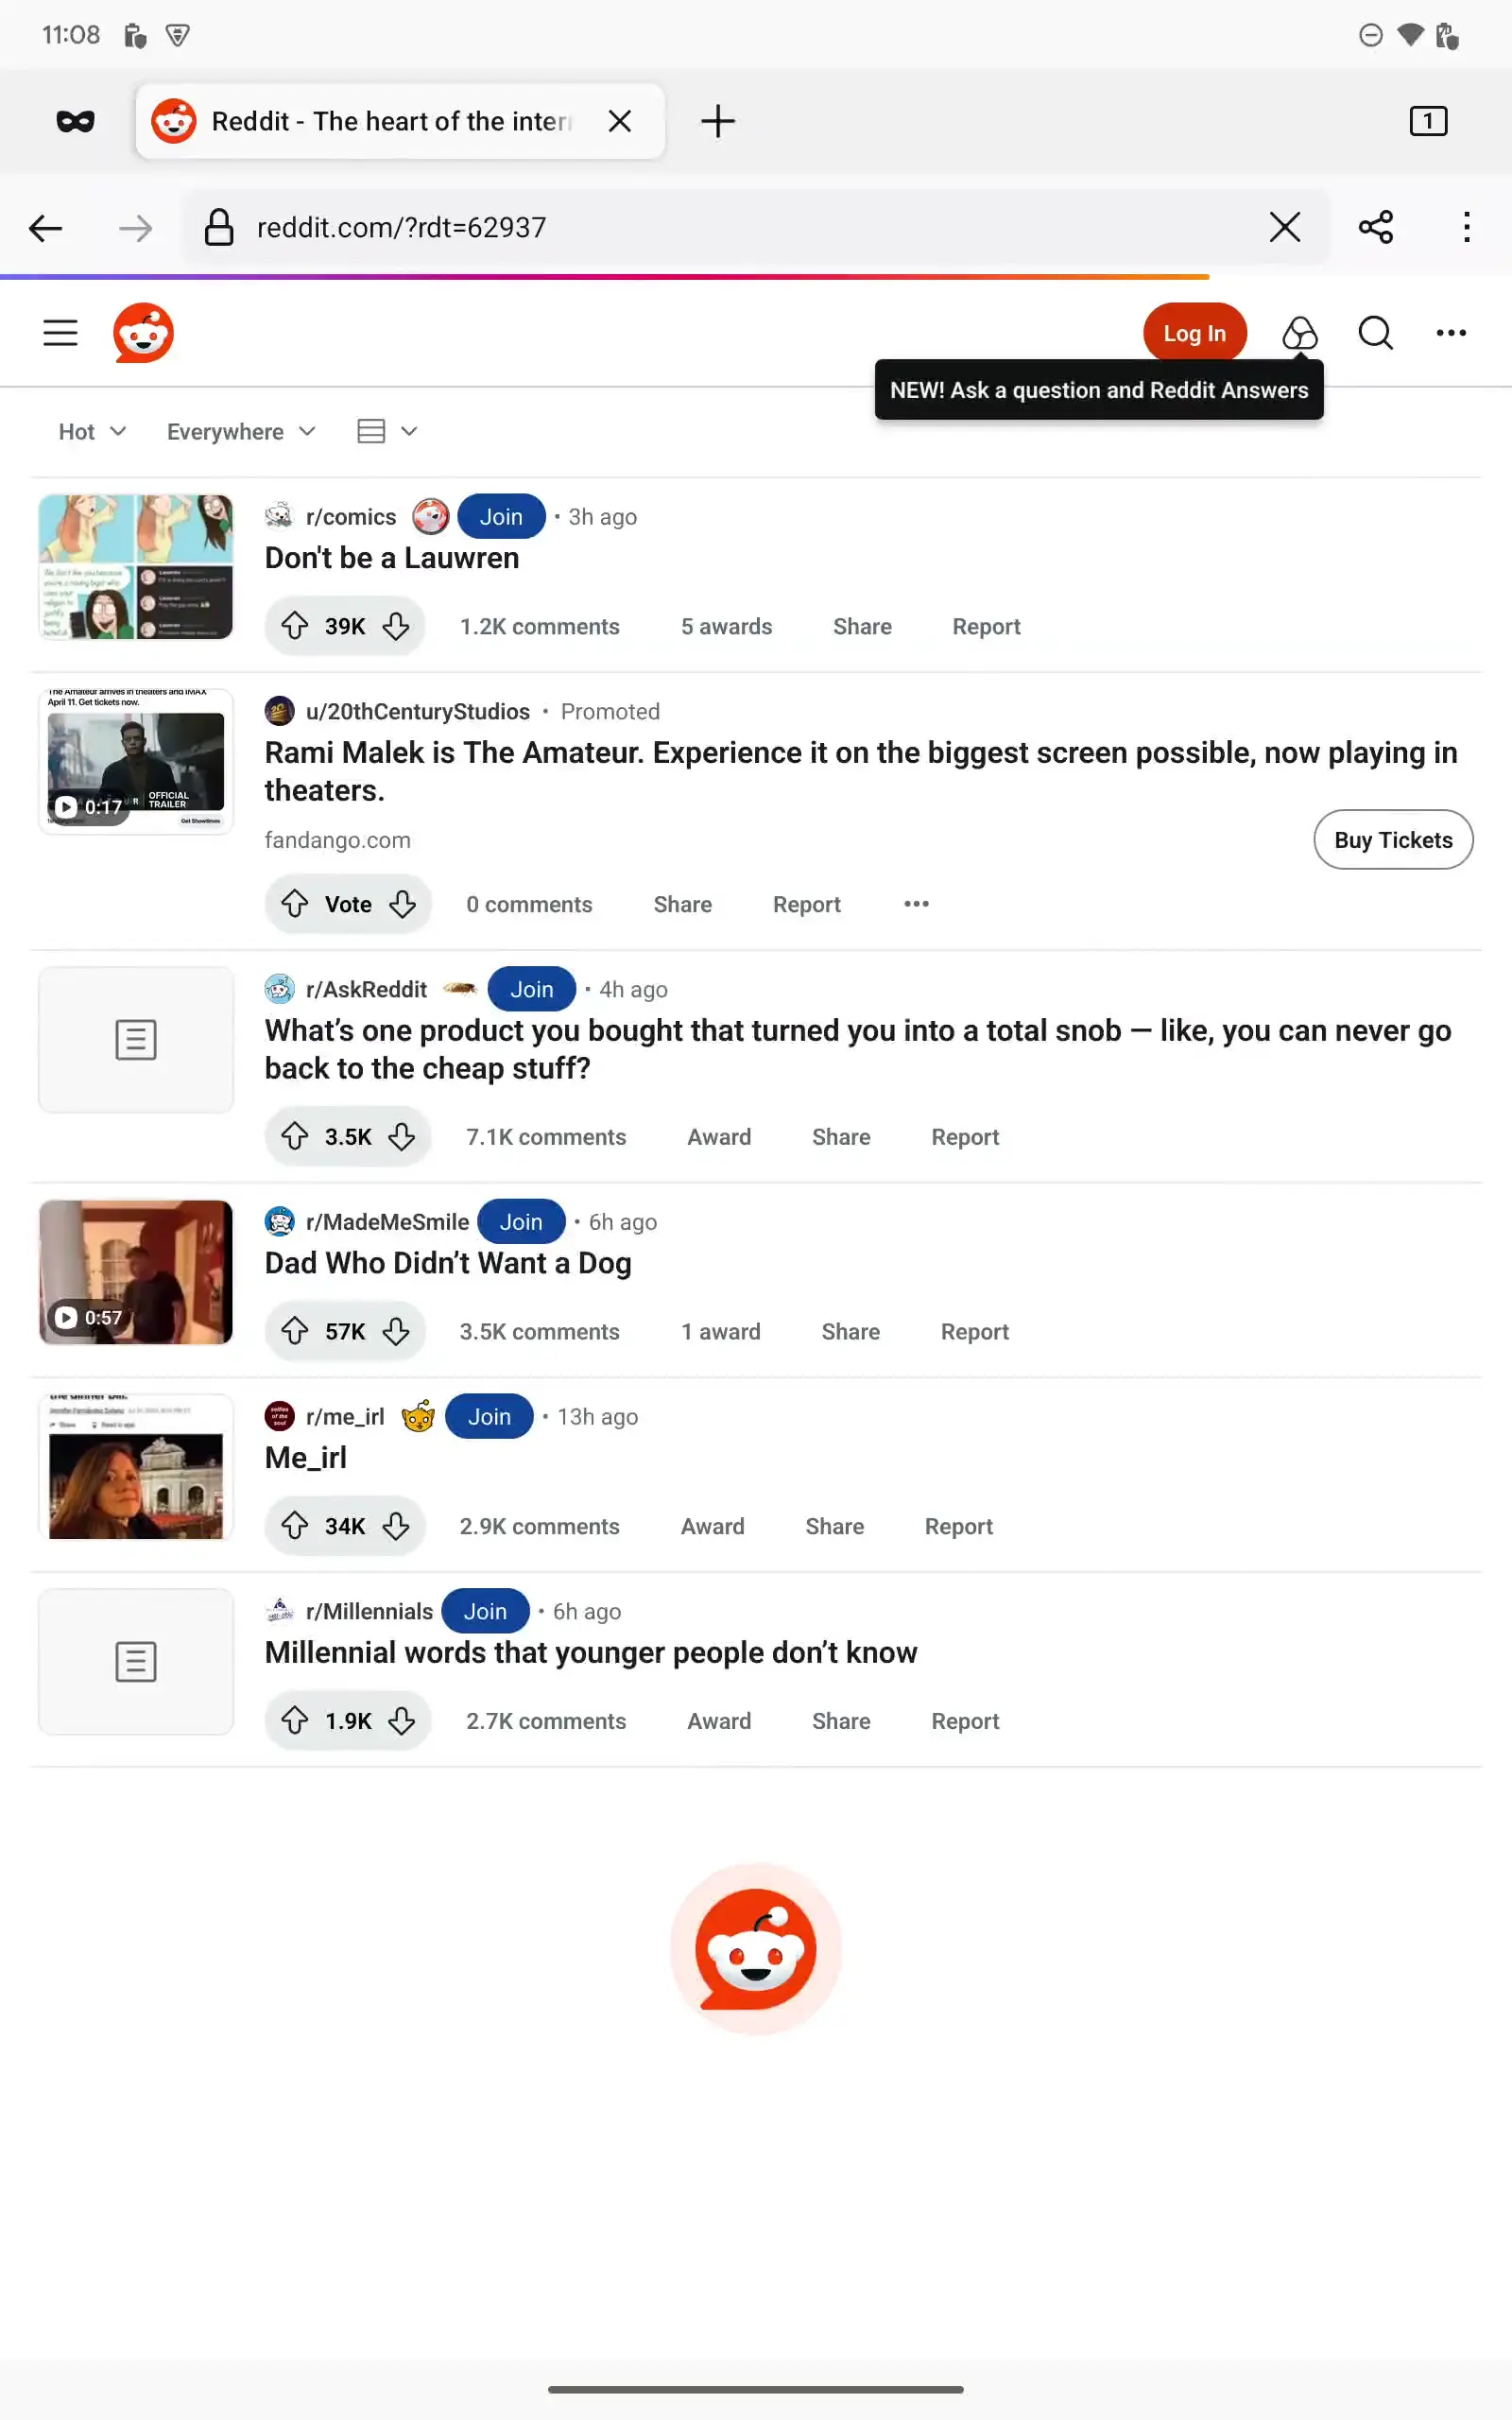 11:08
Reddit - The heart of the inter
1
reddit.com/?rdt=62937
Log In
NEW! Ask a question and Reddit Answers
Hot
Everywhere
r/comics Join • 3h ago
Don't be a Lauwren
39K 1.2K comments 5 awards Share Report
The Amateur arrives in theaters and IMAX
April 11. Get tickets now.
OFFICIAL
TRAILER
0:17
Get Showtimes
u/20thCenturyStudios • Promoted
Rami Malek is The Amateur. Experience it on the biggest screen possible, now playing in
theaters.
fandango.com
Buy Tickets
Vote 0 comments Share Report
r/AskReddit Join • 4h ago
What’s one product you bought that turned you into a total snob — like, you can never go
back to the cheap stuff?
3.5K 7.1K comments Award Share Report
0:57
r/MadeMeSmile Join • 6h ago
Dad Who Didn’t Want a Dog
57K 3.5K comments 1 award Share Report
r/me_irl Join • 13h ago
Me_irl
34K 2.9K comments Award Share Report
r/Millennials Join • 6h ago
Millennial words that younger people don’t know
1.9K 2.7K comments Award Share Report